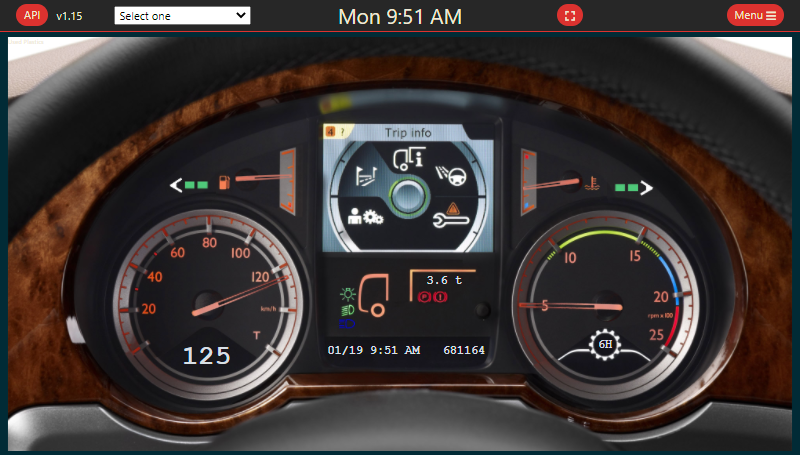 API
v1.15
Select one
Mon 9:51 AM
Menu
4 ?
Trip info
20
40
60
80
100
120
km/h
T
125
3.6 t
P
01/19 9:51 AM 681164
5
10
15
20
25
rpm x 100
6H